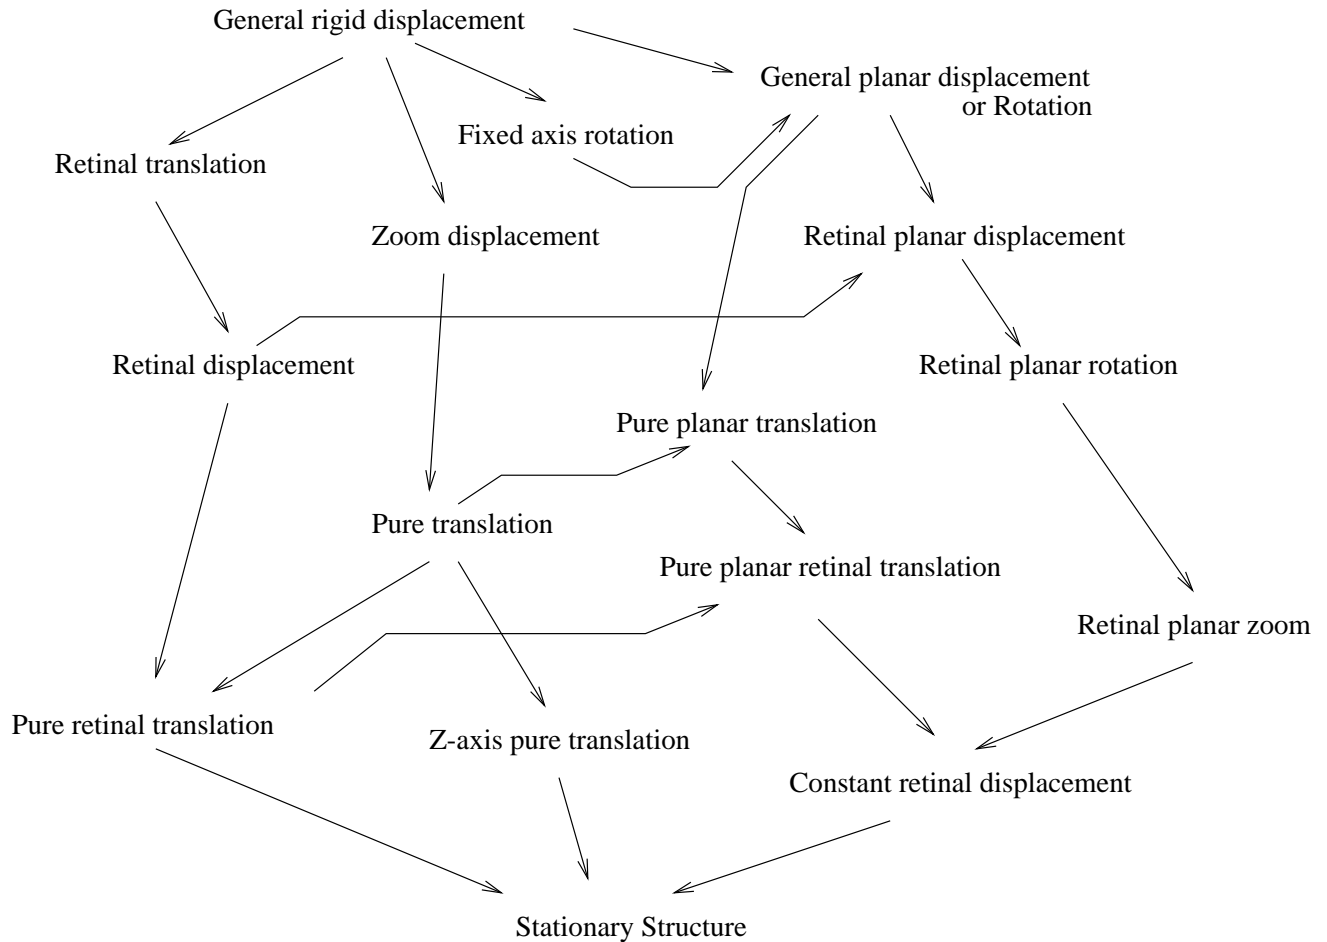 General rigid displacement
General planar displacement
or Rotation
Fixed axis rotation
Retinal translation
Zoom displacement
Retinal planar displacement
Retinal displacement
Retinal planar rotation
Pure planar translation
Pure translation
Pure planar retinal translation
Retinal planar zoom
Pure retinal translation
Z-axis pure translation
Constant retinal displacement
Stationary Structure